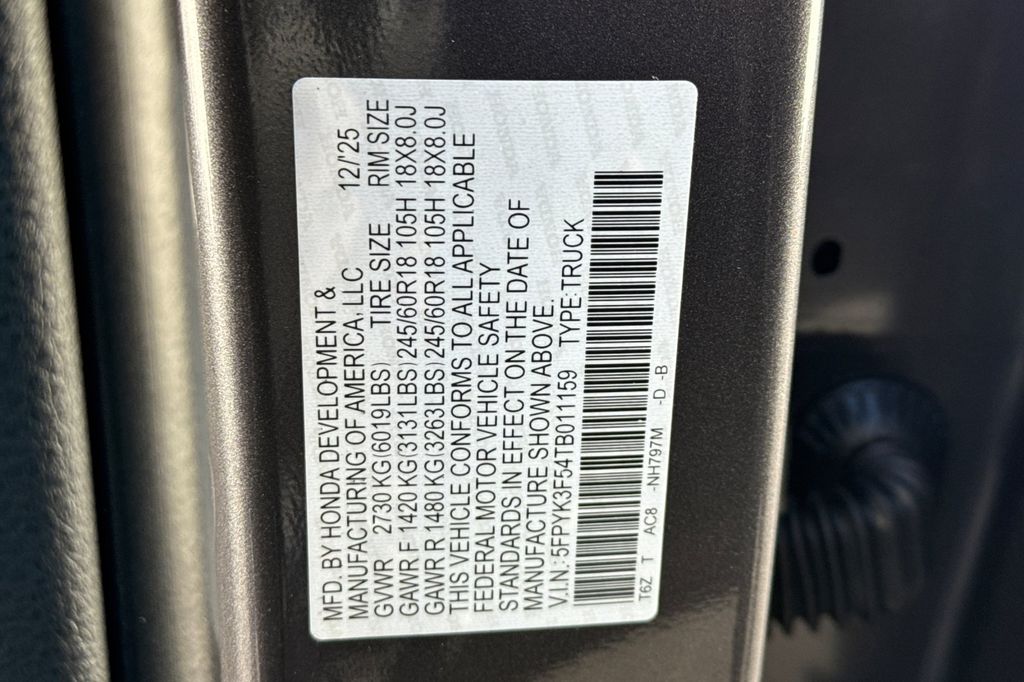 MFD. BY HONDA DEVELOPMENT &
MANUFACTURING OF AMERICA, LLC 12/'25
GVWR 2730 KG(6019LBS) TIRE SIZE RIM SIZE
GAWR F 1420 KG(3131LBS) 245/60R18 105H 18X8.0J
GAWR R 1480 KG(3263LBS) 245/60R18 105H 18X8.0J
THIS VEHICLE CONFORMS TO ALL APPLICABLE
FEDERAL MOTOR VEHICLE SAFETY
STANDARDS IN EFFECT ON THE DATE OF
MANUFACTURE SHOWN ABOVE.
V.I.N.: 5FPYK3F54TB011159 TYPE: TRUCK
T6Z T AC8 -NH797M -D -B